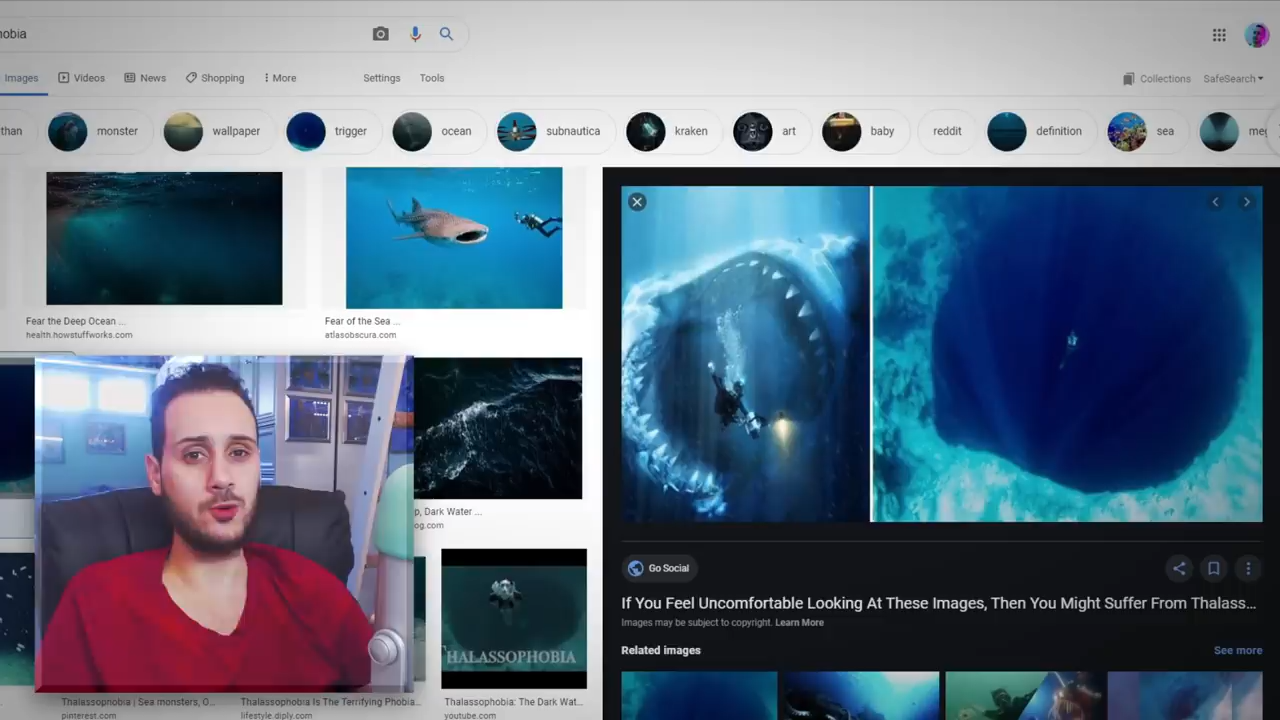 hobia
Images
Videos
News
Shopping
More
Settings
Tools
Collections
SafeSearch
than
monster
wallpaper
trigger
ocean
subnautica
kraken
art
baby
reddit
definition
sea
meg
Fear the Deep Ocean ...
health.howstuffworks.com
Fear of the Sea ...
atlasobscura.com
p, Dark Water ...
og.com
THALASSOPHOBIA
Thalassophobia | Sea monsters, O...
pinterest.com
Thalassophobia Is The Terrifying Phobia...
lifestyle.diply.com
Thalassophobia: The Dark Wat...
youtube.com
Go Social
If You Feel Uncomfortable Looking At These Images, Then You Might Suffer From Thalass...
Images may be subject to copyright. Learn More
Related images
See more